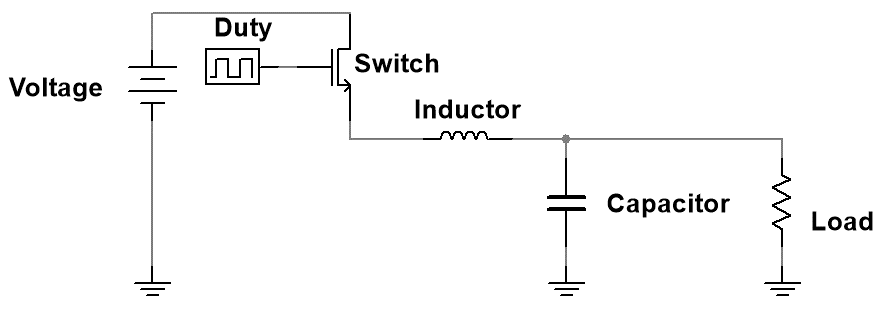 Duty
Switch
Voltage
Inductor
Capacitor
Load